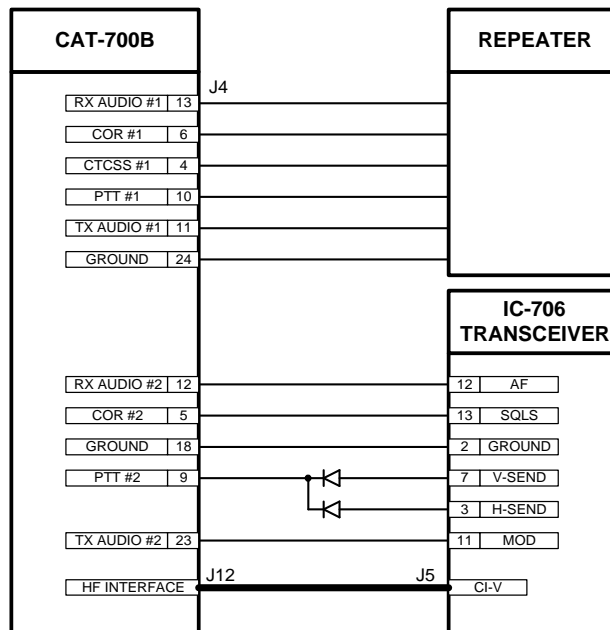 CAT-700B
REPEATER
J4
RX AUDIO #1 13
COR #1 6
CTCSS #1 4
PTT #1 10
TX AUDIO #1 11
GROUND 24
IC-706
TRANSCEIVER
RX AUDIO #2 12
12 AF
COR #2 5
13 SQLS
GROUND 18
2 GROUND
PTT #2 9
7 V-SEND
3 H-SEND
TX AUDIO #2 23
11 MOD
HF INTERFACE
J12
J5
CI-V